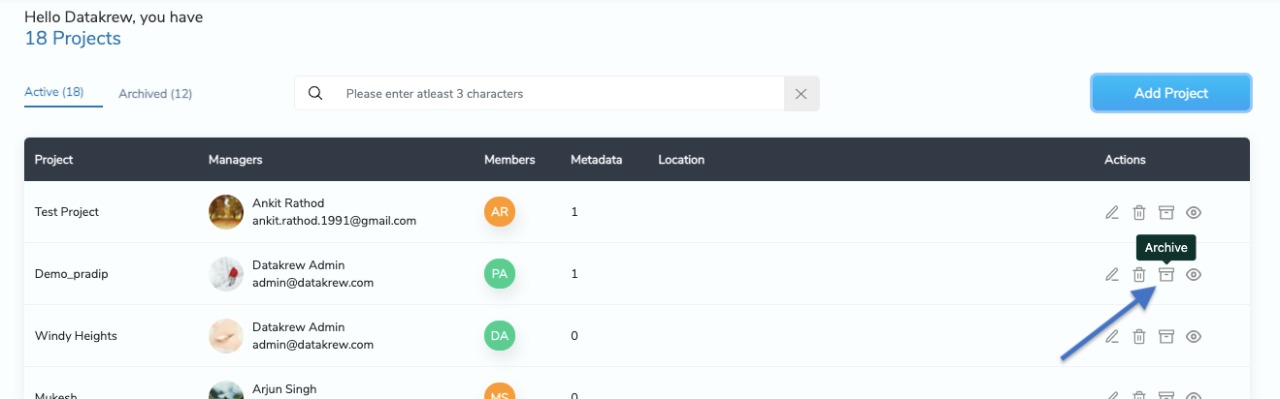 Hello Datakrew, you have
18 Projects
Active (18)
Archived (12)
Please enter atleast 3 characters
Add Project
Project Managers Members Metadata Location Actions
Test Project Ankit Rathod AR 1
ankit.rathod.1991@gmail.com
Archive
Demo_pradip Datakrew Admin PA 1
admin@datakrew.com
Windy Heights Datakrew Admin DA 0
admin@datakrew.com
Mukesh Arjun Singh MS 0